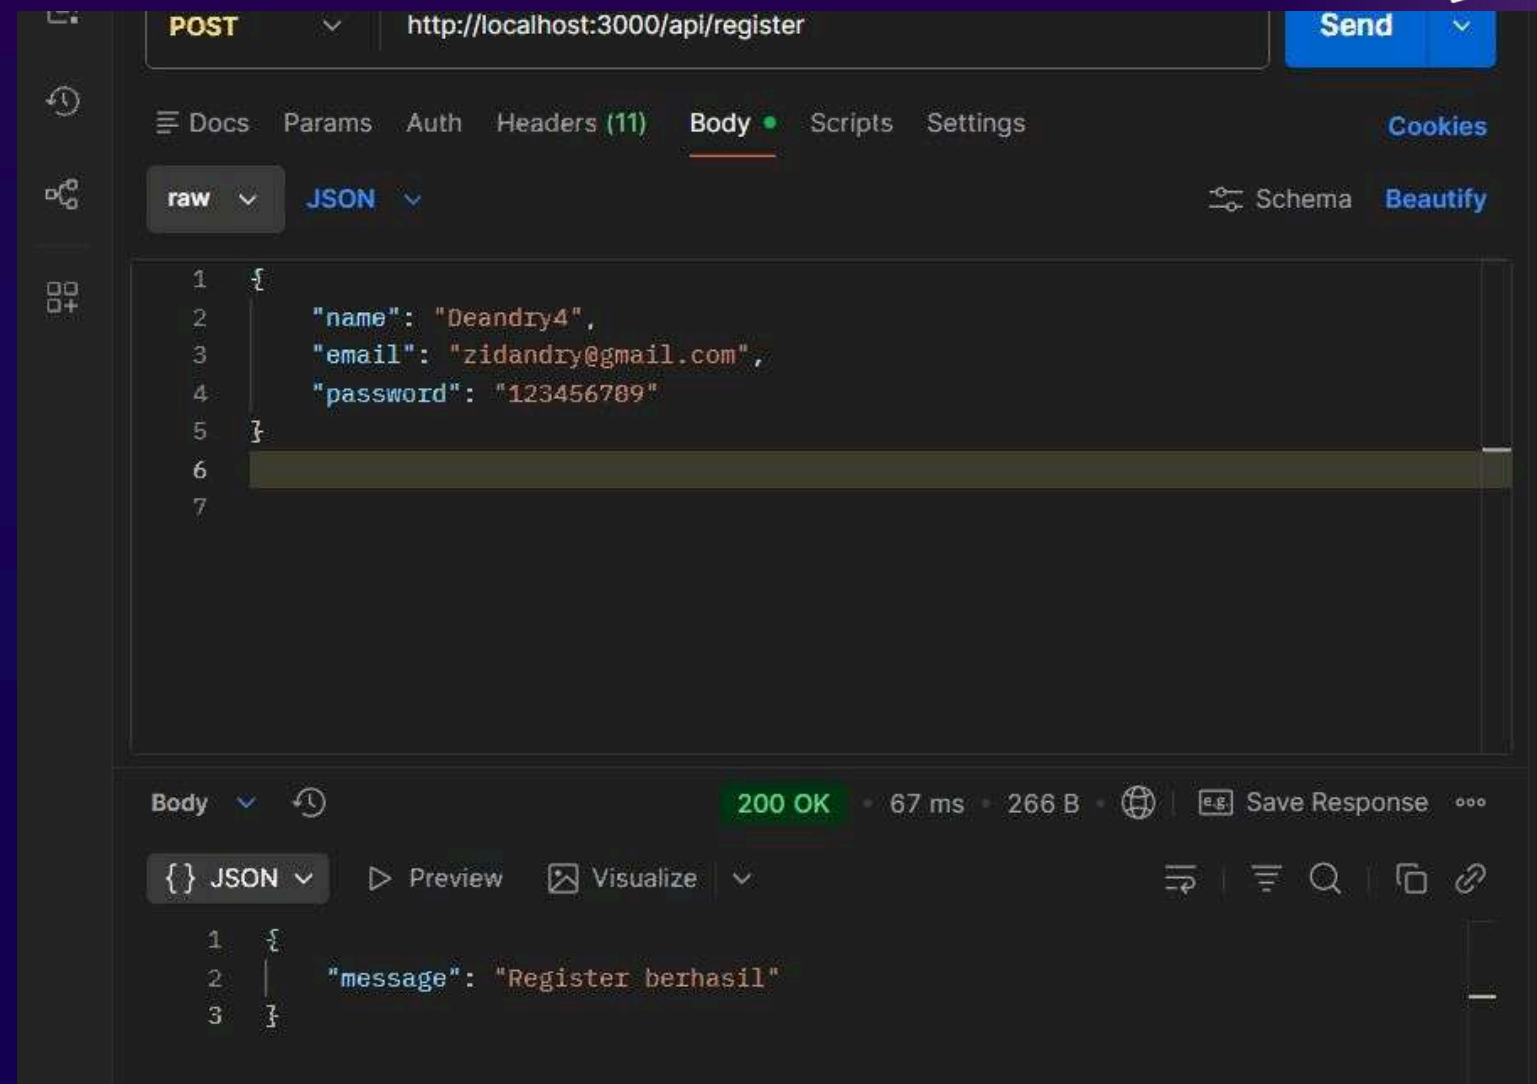 POST http://localhost:3000/api/register Send
Docs Params Auth Headers (11) Body Scripts Settings Cookies
raw JSON Schema Beautify
1 {
2 "name": "Deandry4",
3 "email": "zidandry@gmail.com",
4 "password": "123456789"
5 }
6
7
Body 200 OK 67 ms 266 B e.g. Save Response
{} JSON Preview Visualize
1 {
2 "message": "Register berhasil"
3 }